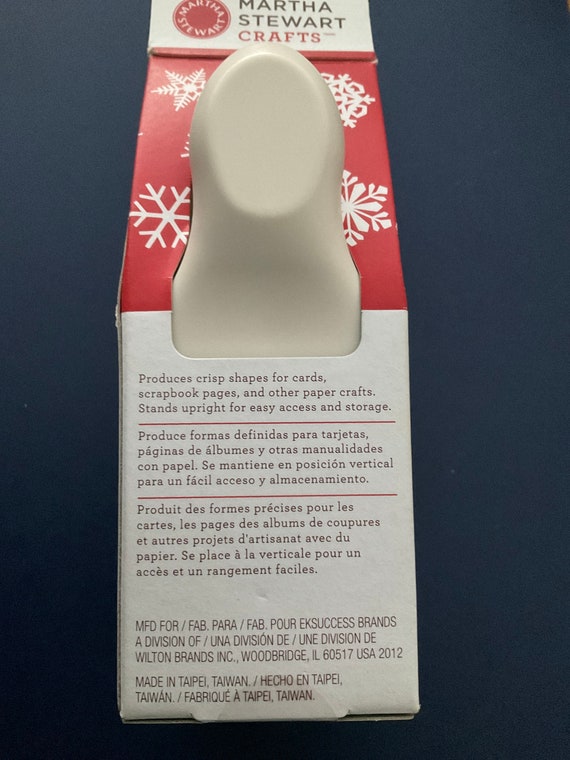 MARTHA
STEWART
MARTHA
STEWART
CRAFTS™
Produces crisp shapes for cards,
scrapbook pages, and other paper crafts.
Stands upright for easy access and storage.
Produce formas definidas para tarjetas,
páginas de álbumes y otras manualidades
con papel. Se mantiene en posición vertical
para un fácil acceso y almacenamiento.
Produit des formes précises pour les
cartes, les pages des albums de coupures
et autres projets d'artisanat avec du
papier. Se place à la verticale pour un
accès et un rangement faciles.
MFD FOR / FAB. PARA / FAB. POUR EKSUCCESS BRANDS
A DIVISION OF / UNA DIVISIÓN DE / UNE DIVISION DE
WILTON BRANDS INC., WOODBRIDGE, IL 60517 USA 2012
MADE IN TAIPEI, TAIWAN. / HECHO EN TAIPEI,
TAIWÁN. / FABRIQUÉ À TAIPEI, TAIWAN.